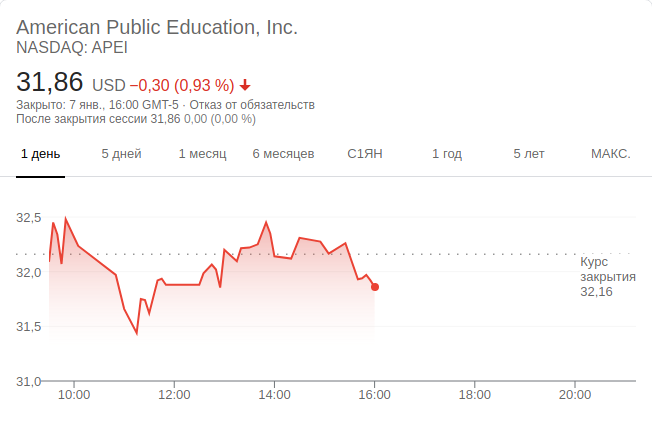 American Public Education, Inc.
NASDAQ: APEI
31,86 USD −0,30 (0,93 %)
Закрыто: 7 янв., 16:00 GMT-5 · Отказ от обязательств
После закрытия сессии 31,86 0,00 (0,00 %)
1 день 5 дней 1 месяц 6 месяцев С1ЯН 1 год 5 лет МАКС.
32,5
32,0
31,5
31,0
Курс
закрытия
32,16
10:00 12:00 14:00 16:00 18:00 20:00